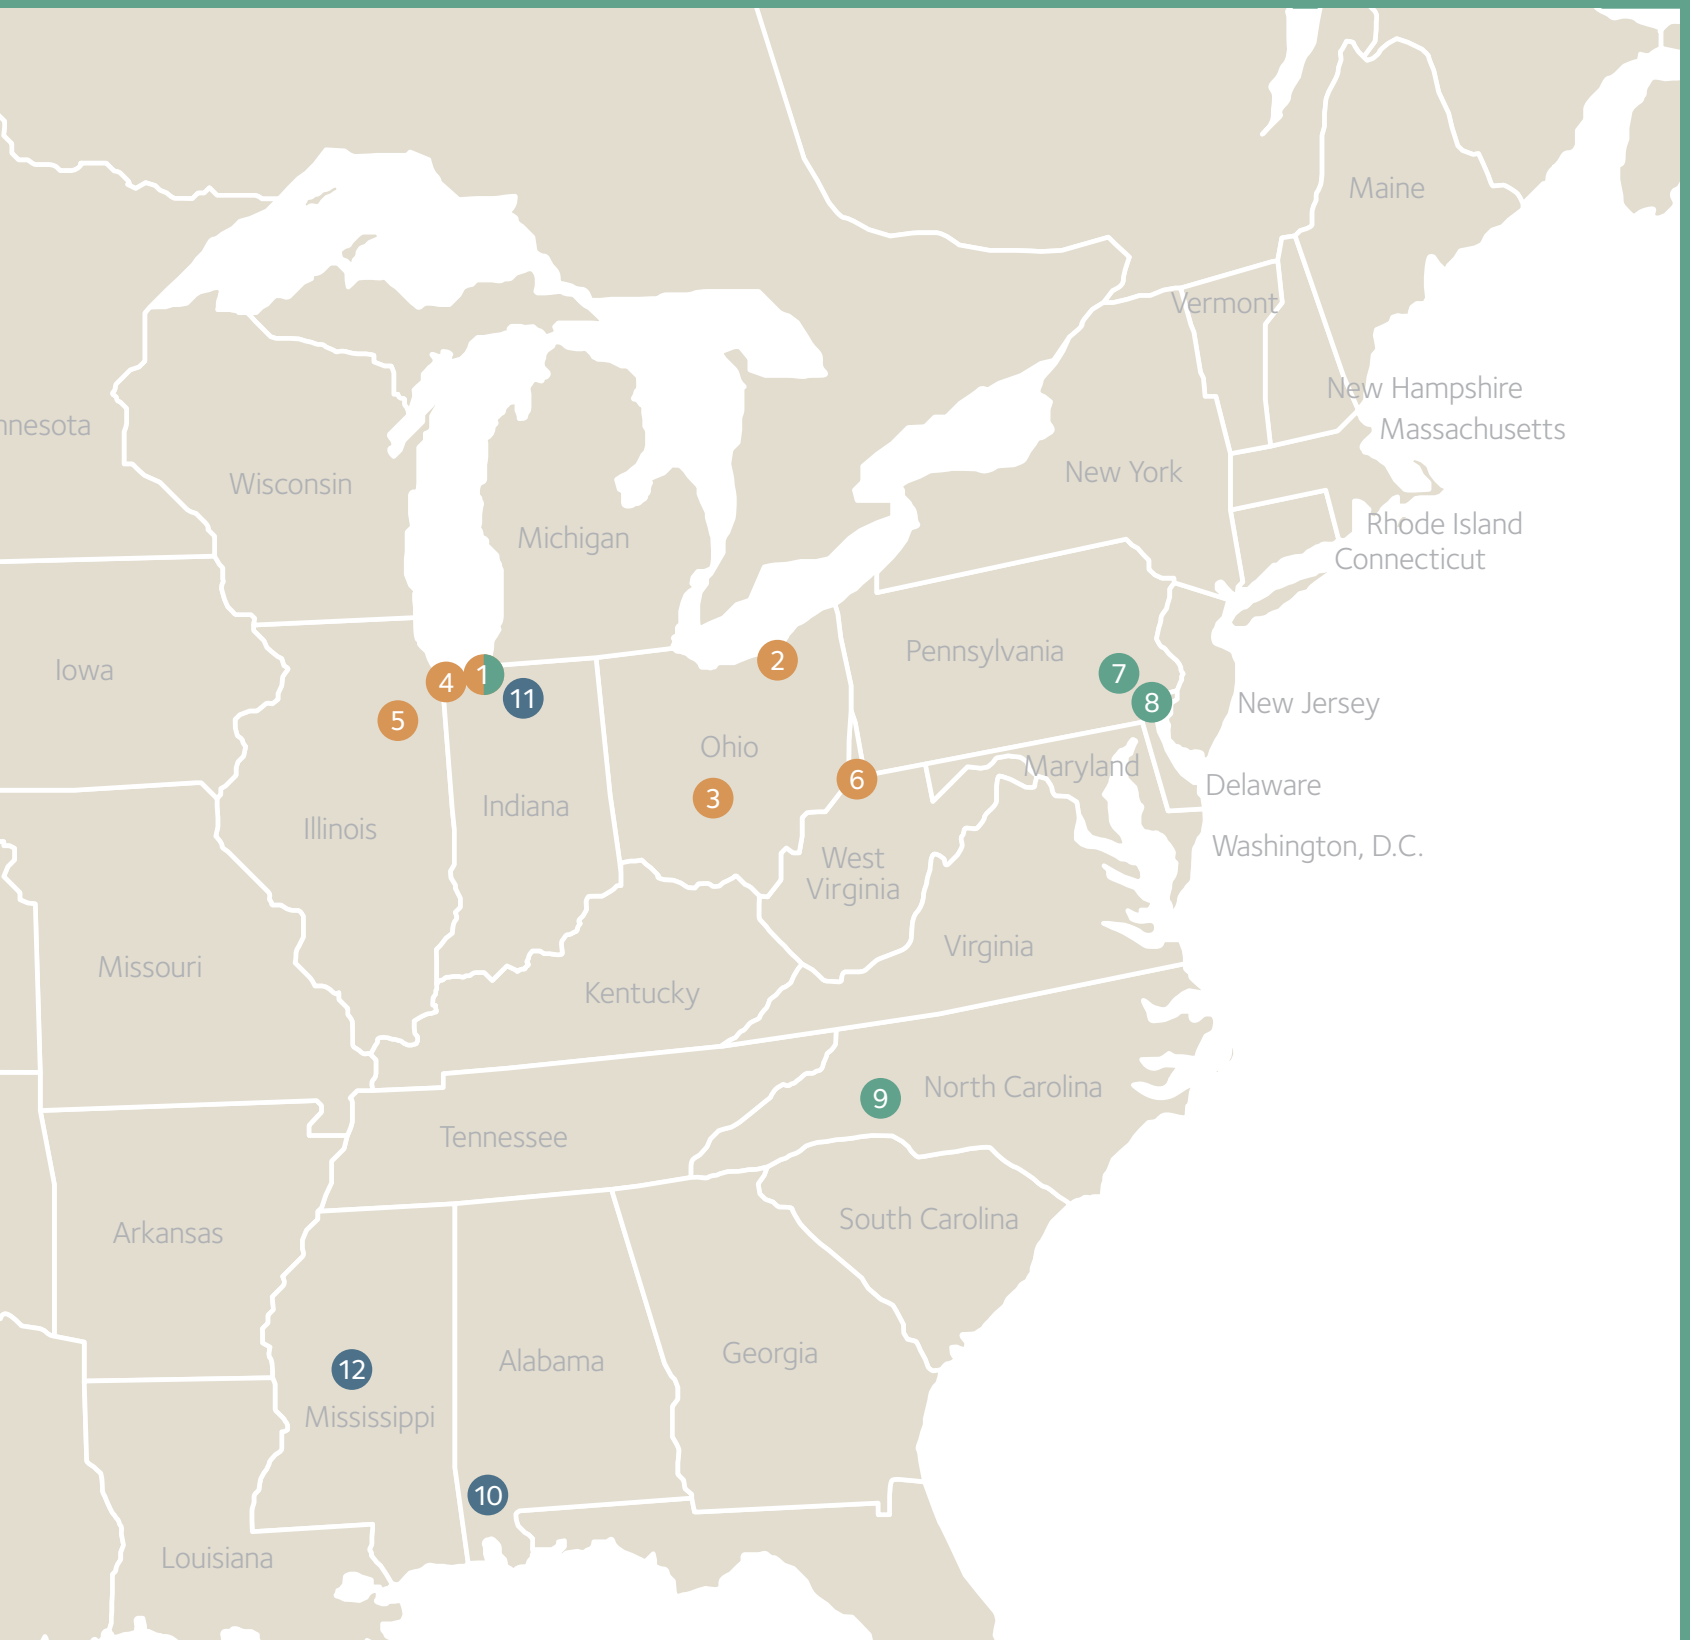 Maine
Vermont
New Hampshire
nnesota
Massachusetts
Wisconsin
New York
Michigan
Rhode Island
Connecticut
Iowa
Pennsylvania
2
7
1
4
11
8
5
New Jersey
Ohio
Maryland
6
Delaware
3
Indiana
Illinois
Washington, D.C.
West
Virginia
Virginia
Missouri
Kentucky
9
North Carolina
Tennessee
South Carolina
Arkansas
Georgia
Alabama
12
Mississippi
10
Louisiana